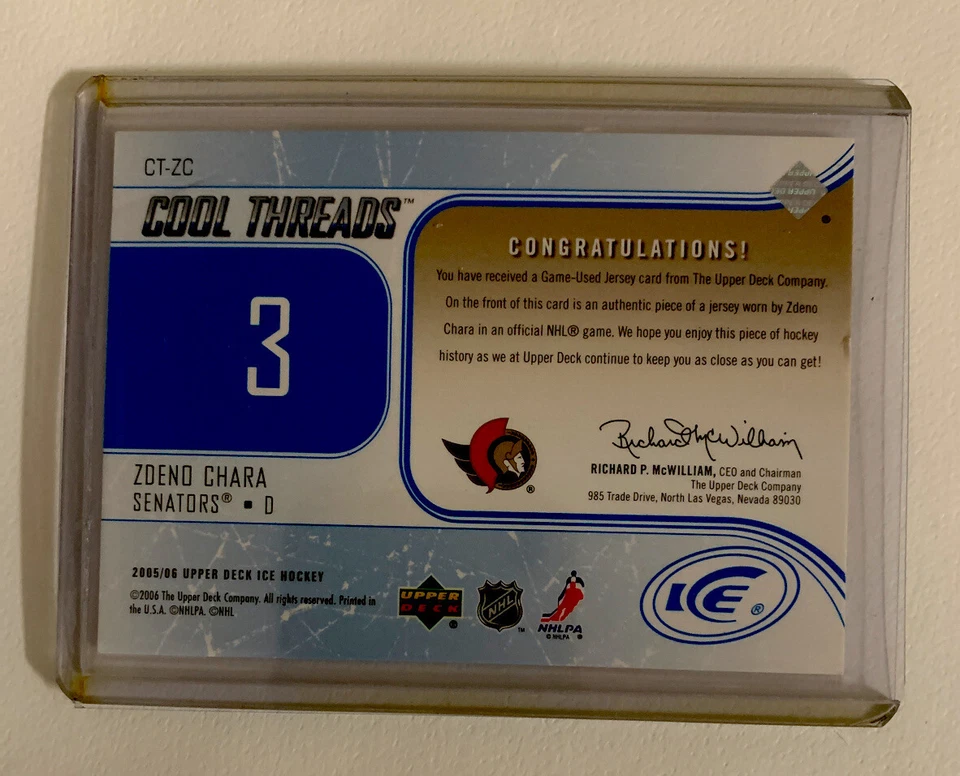 CT-ZC
COOL THREADS™
3
ZDENO CHARA
SENATORS® ▪ D
CONGRATULATIONS!
You have received a Game-Used Jersey card from The Upper Deck Company.
On the front of this card is an authentic piece of a jersey worn by Zdeno
Chara in an official NHL® game. We hope you enjoy this piece of hockey
history as we at Upper Deck continue to keep you as close as you can get!
®
Richard McWilliam
RICHARD P. McWILLIAM, CEO and Chairman
The Upper Deck Company
985 Trade Drive, North Las Vegas, Nevada 89030
2005/06 UPPER DECK ICE HOCKEY
©2006 The Upper Deck Company. All rights reserved. Printed in
the U.S.A. ©NHLPA. ©NHL
UPPER
DECK ®
NHL ™
NHLPA
© NHLPA
ICE ®